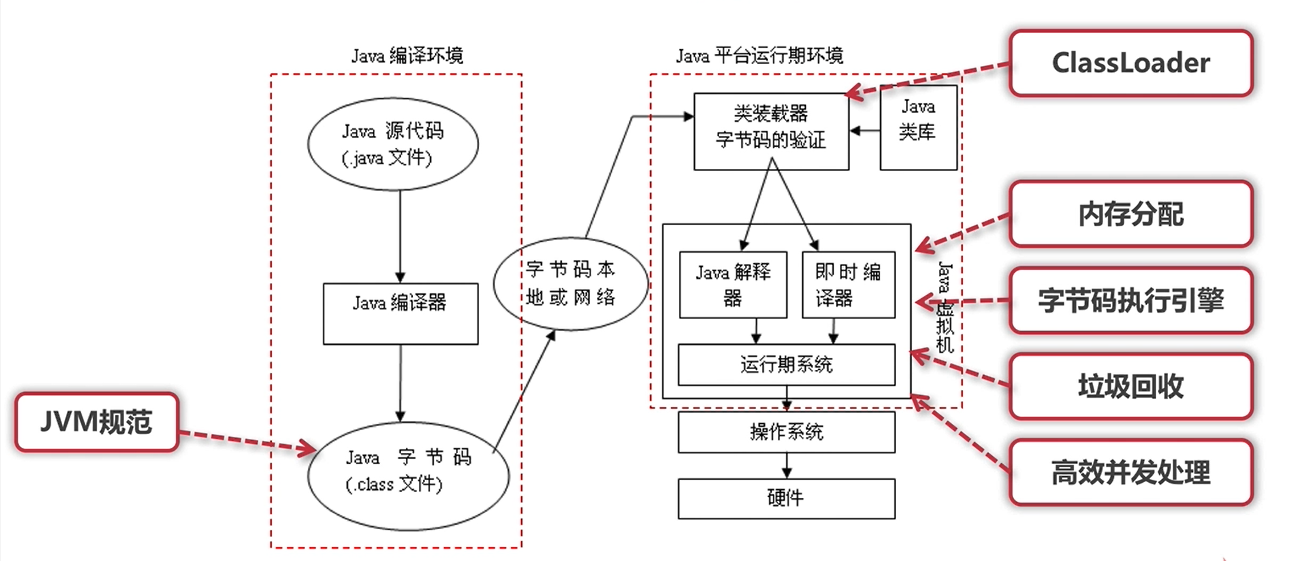 Java 编译环境
Java 源代码
(.java 文件)
Java 编译器
Java 字节码
(.class 文件)
JVM规范
字节码本
地或网络
Java 平台运行期环境
类装载器
字节码的验证
Java
类库
Java 解释
器
即时编
译器
运行期系统
Java 虚拟机
操作系统
硬件
ClassLoader
内存分配
字节码执行引擎
垃圾回收
高效并发处理